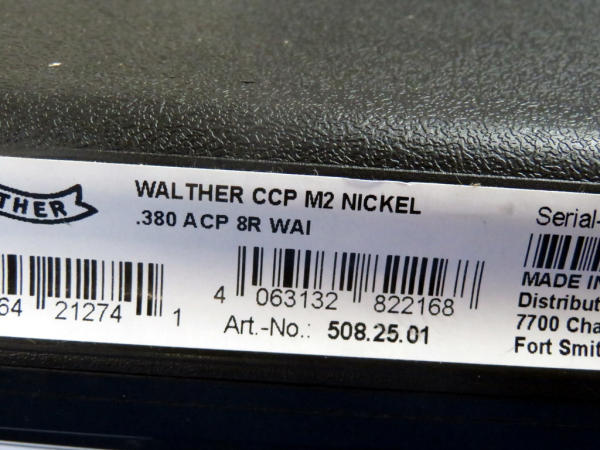 THER
WALTHER CCP M2 NICKEL
.380 ACP 8R WAI
64 21274 1
4 063132 822168
Art.-No.: 508.25.01
Serial-
MADE IN
Distribut
7700 Cha
Fort Smit